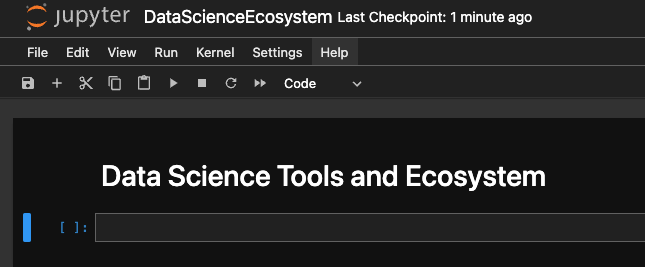 jupyter DataScienceEcosystem Last Checkpoint: 1 minute ago
File Edit View Run Kernel Settings Help
Code
Data Science Tools and Ecosystem
[ ]: